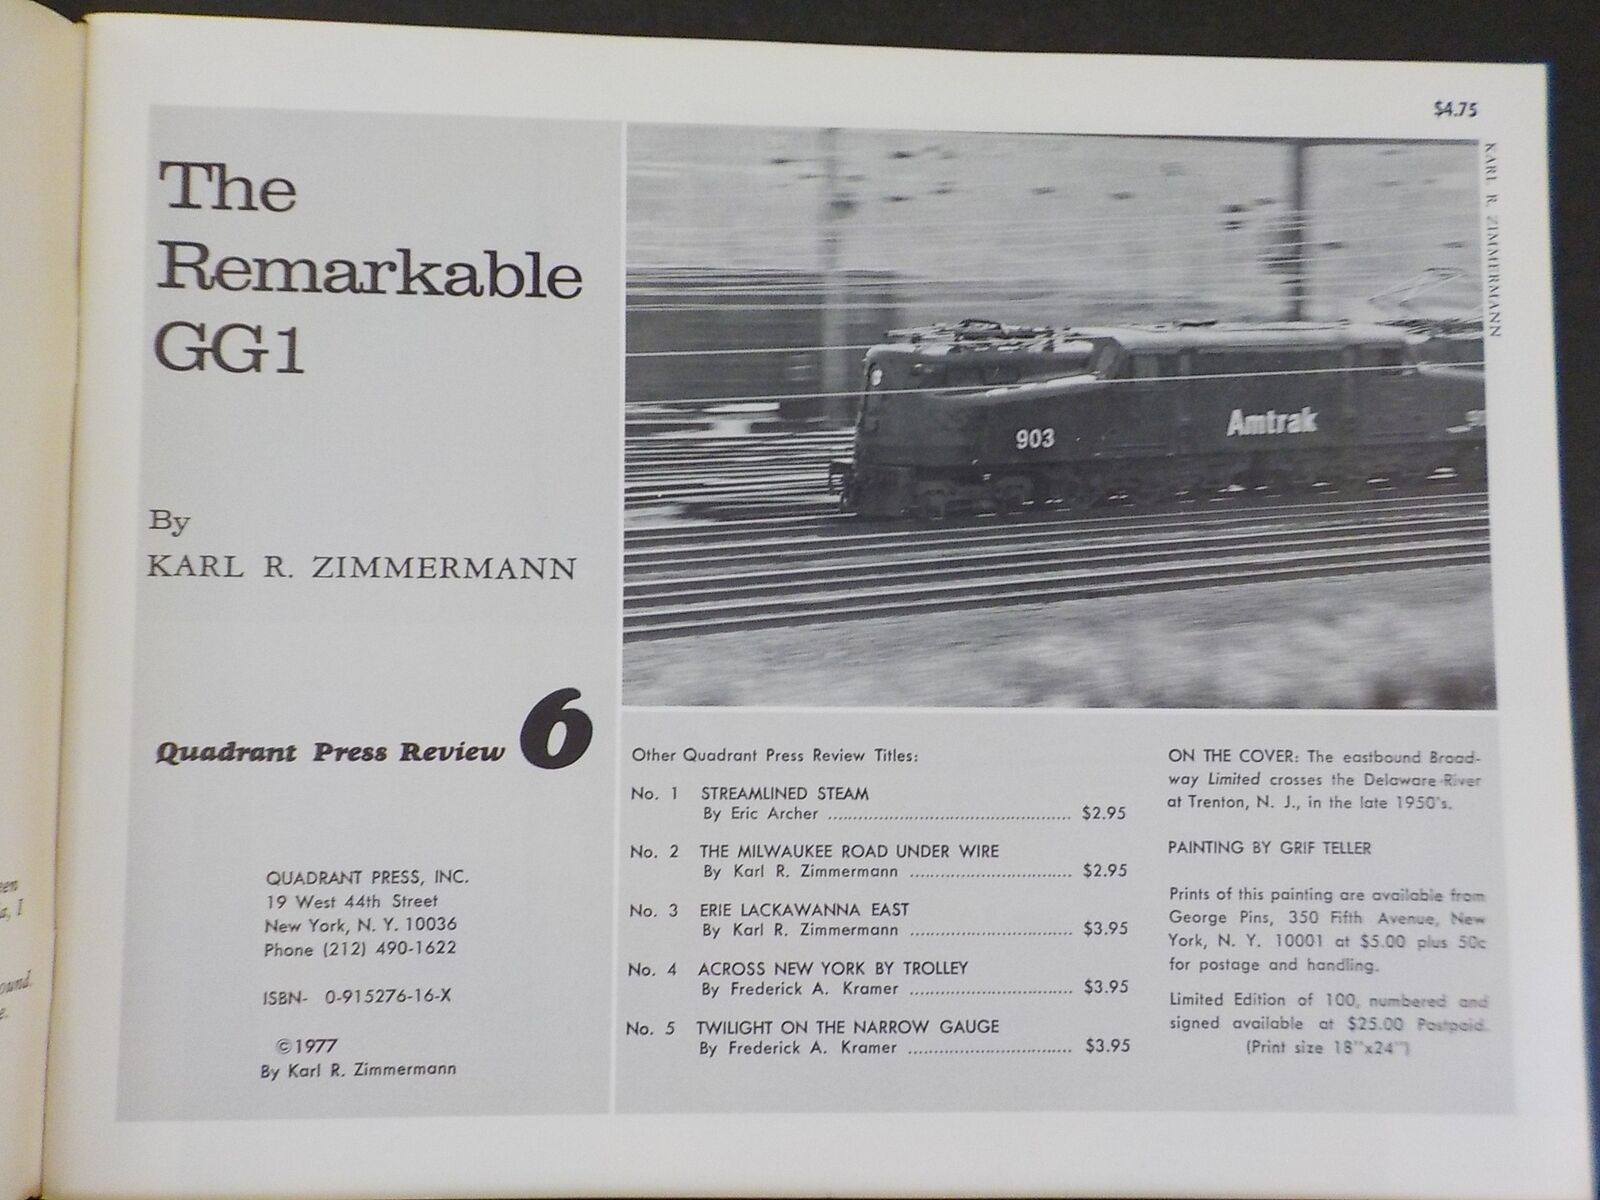 $4.75
The
Remarkable
GG1
By
KARL R. ZIMMERMANN
Quadrant Press Review 6
QUADRANT PRESS, INC.
19 West 44th Street
New York, N. Y. 10036
Phone (212) 490-1622
ISBN- 0-915276-16-X
©1977
By Karl R. Zimmermann
KARL R. ZIMMERMANN
903
Amtrak
Other Quadrant Press Review Titles:
No. 1 STREAMLINED STEAM
By Eric Archer ................................................ $2.95
No. 2 THE MILWAUKEE ROAD UNDER WIRE
By Karl R. Zimmermann ................................ $2.95
No. 3 ERIE LACKAWANNA EAST
By Karl R. Zimmermann ................................ $3.95
No. 4 ACROSS NEW YORK BY TROLLEY
By Frederick A. Kramer ................................ $3.95
No. 5 TWILIGHT ON THE NARROW GAUGE
By Frederick A. Kramer ................................ $3.95
ON THE COVER: The eastbound Broad-
way Limited crosses the Delaware River
at Trenton, N. J., in the late 1950's.
PAINTING BY GRIF TELLER
Prints of this painting are available from
George Pins, 350 Fifth Avenue, New
York, N. Y. 10001 at $5.00 plus 50c
for postage and handling.
Limited Edition of 100, numbered and
signed available at $25.00 Postpaid.
(Print size 18"x24")